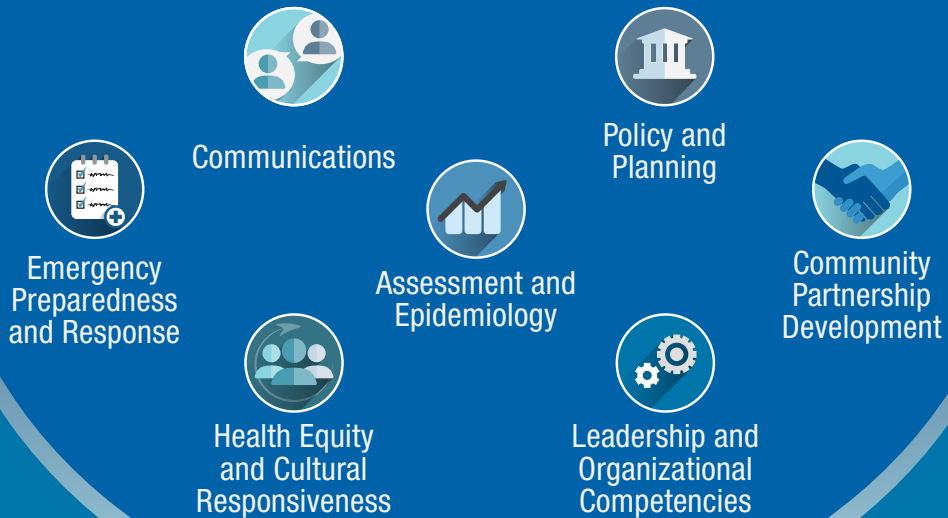 Communications
Policy and
Planning
Emergency
Preparedness
and Response
Assessment and
Epidemiology
Community
Partnership
Development
Health Equity
and Cultural
Responsiveness
Leadership and
Organizational
Competencies